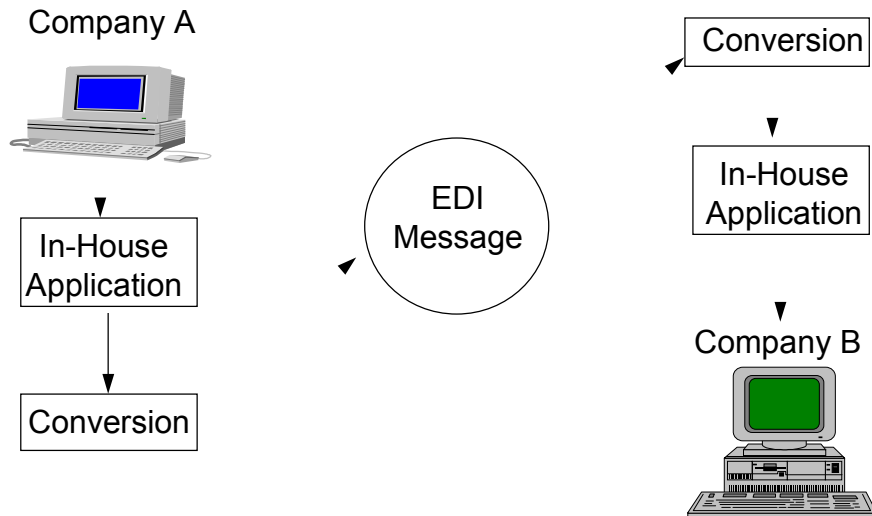 Company A
In-House
Application
Conversion
EDI
Message
Conversion
In-House
Application
Company B